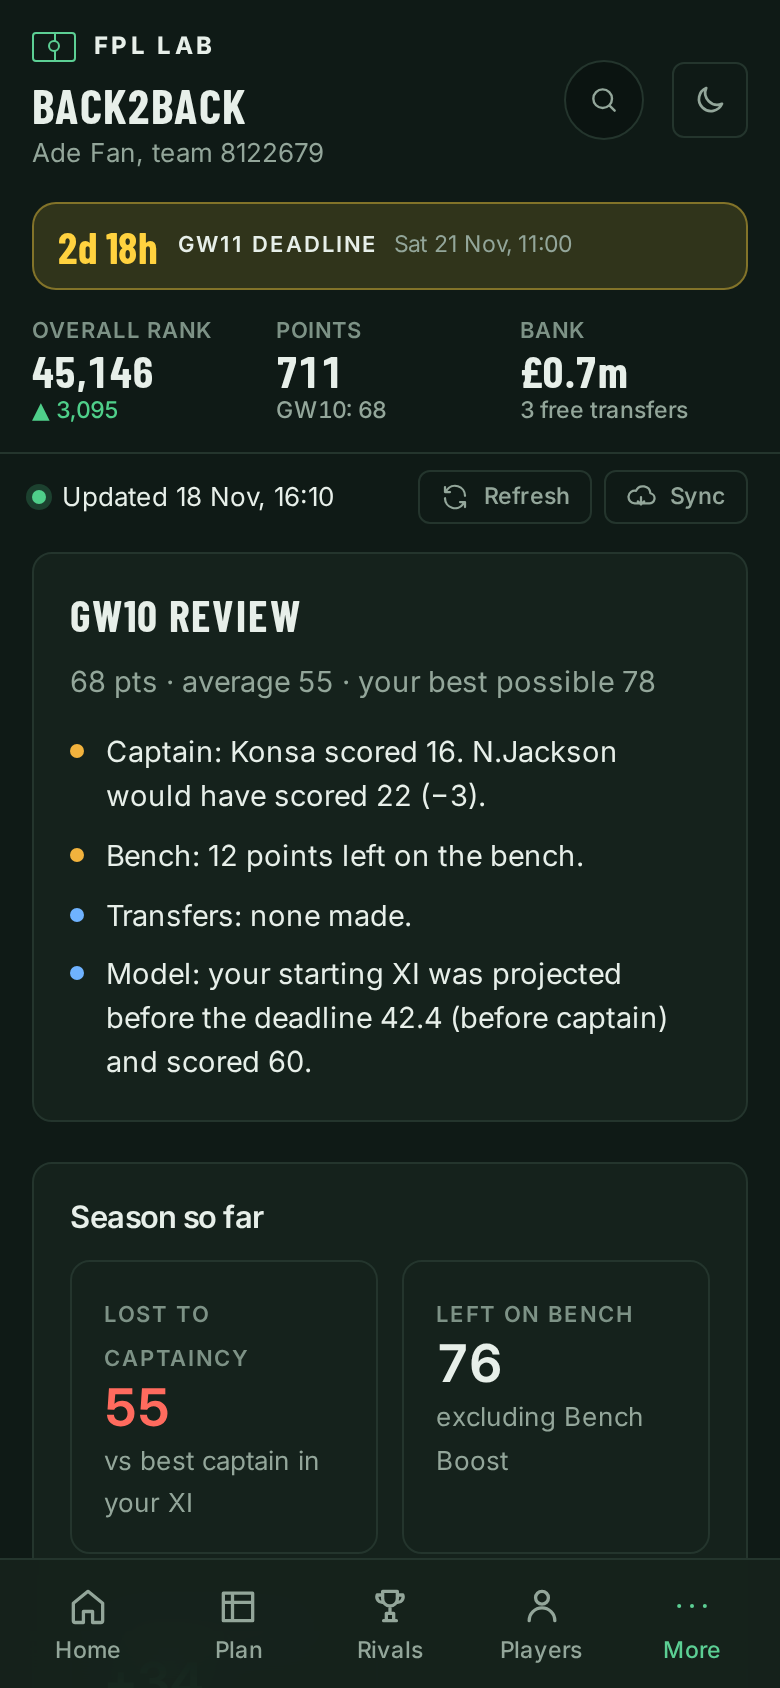 FPL LAB
BACK2BACK
Ade Fan, team 8122679
2d 18h GW11 DEADLINE Sat 21 Nov, 11:00
OVERALL RANK POINTS BANK
45,146 711 £0.7m
▲ 3,095 GW10: 68 3 free transfers
Updated 18 Nov, 16:10 Refresh Sync
GW10 REVIEW
68 pts · average 55 · your best possible 78
Captain: Konsa scored 16. N.Jackson
would have scored 22 (−3).
Bench: 12 points left on the bench.
Transfers: none made.
Model: your starting XI was projected
before the deadline 42.4 (before captain)
and scored 60.
Season so far
LOST TO
CAPTAINCY
55
vs best captain in
your XI
LEFT ON BENCH
76
excluding Bench
Boost
Home Plan Rivals Players More